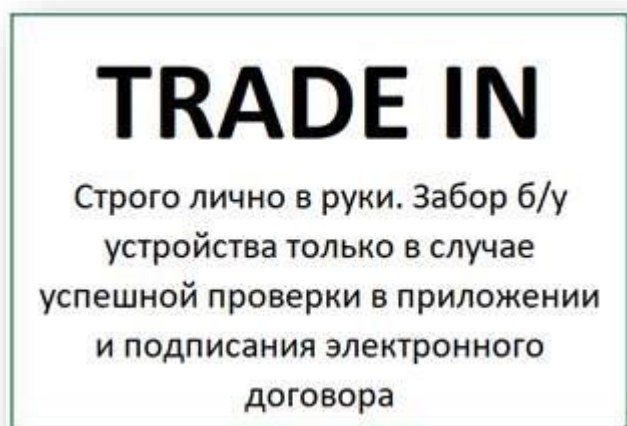 TRADE IN
Строго лично в руки. Забор б/у
устройства только в случае
успешной проверки в приложении
и подписания электронного
договора